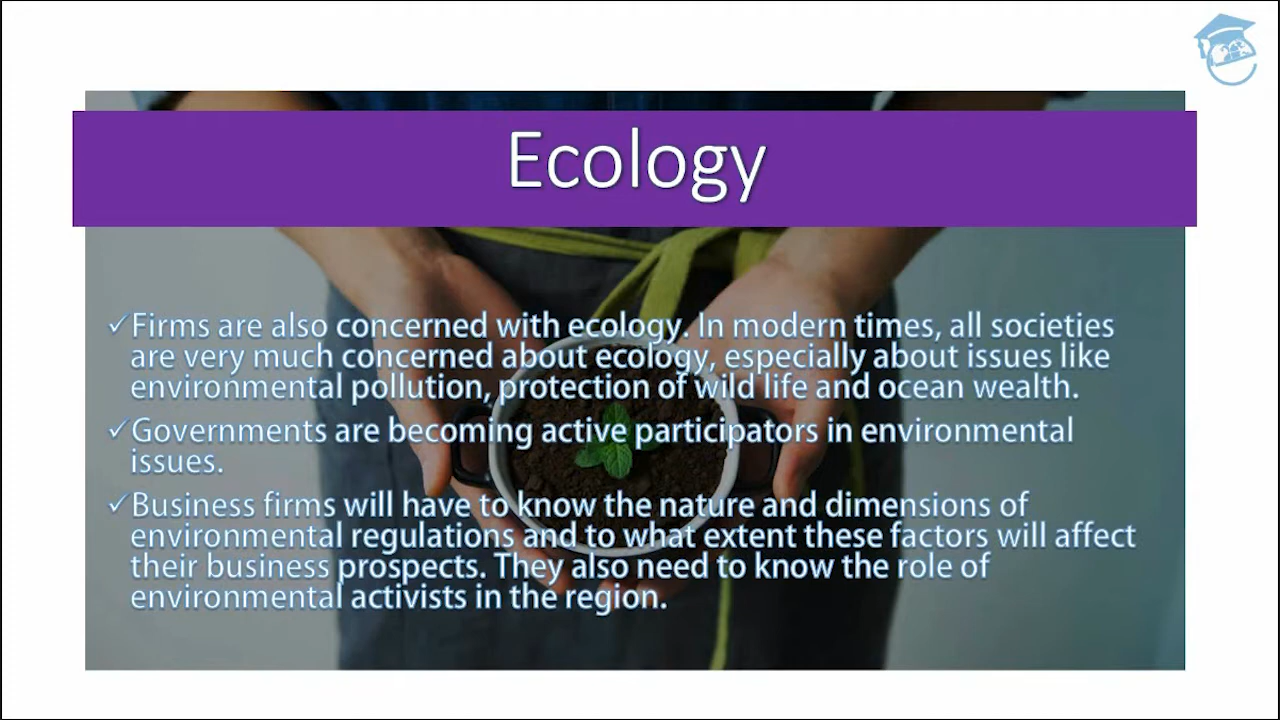 Ecology
✓Firms are also concerned with ecology. In modern times, all societies
are very much concerned about ecology, especially about issues like
environmental pollution, protection of wild life and ocean wealth.
✓Governments are becoming active participators in environmental
issues.
✓Business firms will have to know the nature and dimensions of
environmental regulations and to what extent these factors will affect
their business prospects. They also need to know the role of
environmental activists in the region.